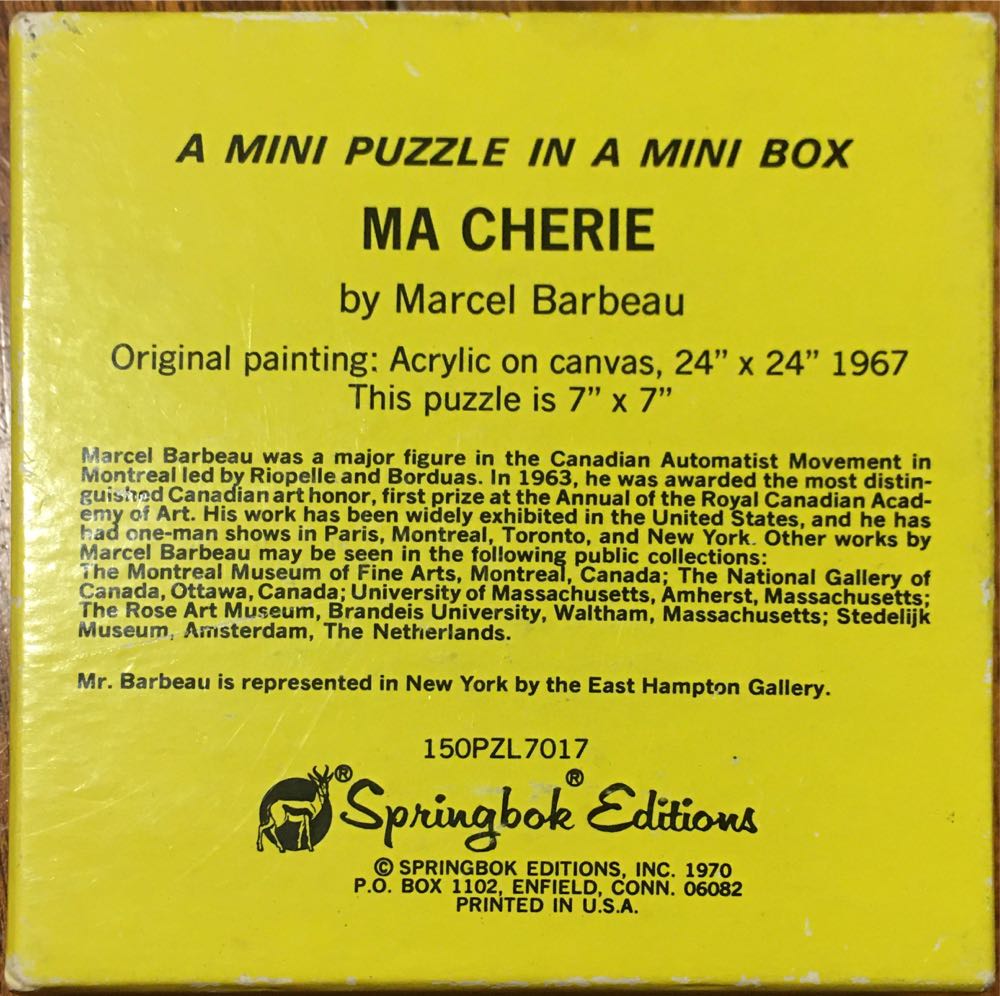 A MINI PUZZLE IN A MINI BOX
MA CHERIE
by Marcel Barbeau
Original painting: Acrylic on canvas, 24” x 24” 1967
This puzzle is 7” x 7”
Marcel Barbeau was a major figure in the Canadian Automatist Movement in
Montreal led by Riopelle and Borduas. In 1963, he was awarded the most distin-
guished Canadian art honor, first prize at the Annual of the Royal Canadian Acad-
emy of Art. His work has been widely exhibited in the United States, and he has
had one-man shows in Paris, Montreal, Toronto, and New York. Other works by
Marcel Barbeau may be seen in the following public collections:
The Montreal Museum of Fine Arts, Montreal, Canada; The National Gallery of
Canada, Ottawa, Canada; University of Massachusetts, Amherst, Massachusetts;
The Rose Art Museum, Brandeis University, Waltham, Massachusetts; Stedelijk
Museum, Amsterdam, The Netherlands.
Mr. Barbeau is represented in New York by the East Hampton Gallery.
150PZL7017
® Springbok® Editions
© SPRINGBOK EDITIONS, INC. 1970
P.O. BOX 1102, ENFIELD, CONN. 06082
PRINTED IN U.S.A.